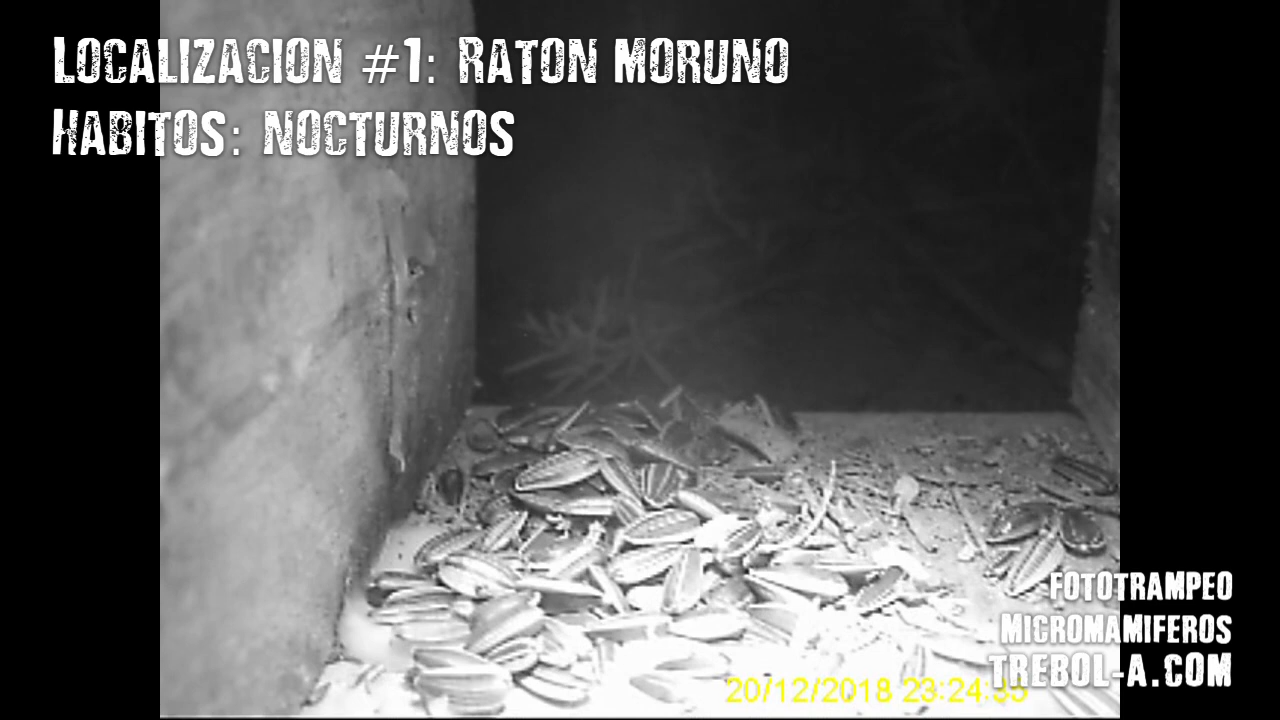 LOCALIZACION #1: RATON MORUNO
HABITOS: NOCTURNOS
FOTOTRAMPEO
MICROMAMIFEROS
TREBOL-A.COM
20/12/2018 23:24:35